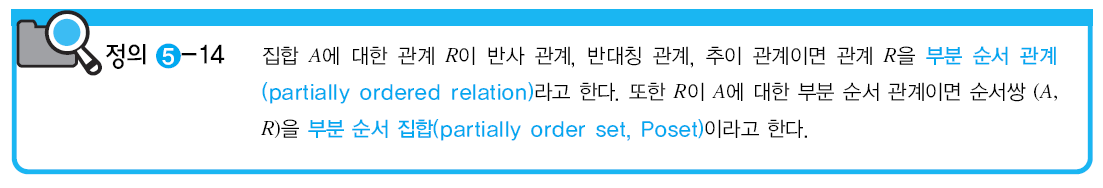 정의 5-14 집합 A에 대한 관계 R이 반사 관계, 반대칭 관계, 추이 관계이면 관계 R을 부분 순서 관계
(partially ordered relation)라고 한다. 또한 R이 A에 대한 부분 순서 관계이면 순서쌍 (A,
R)을 부분 순서 집합(partially order set, Poset)이라고 한다.